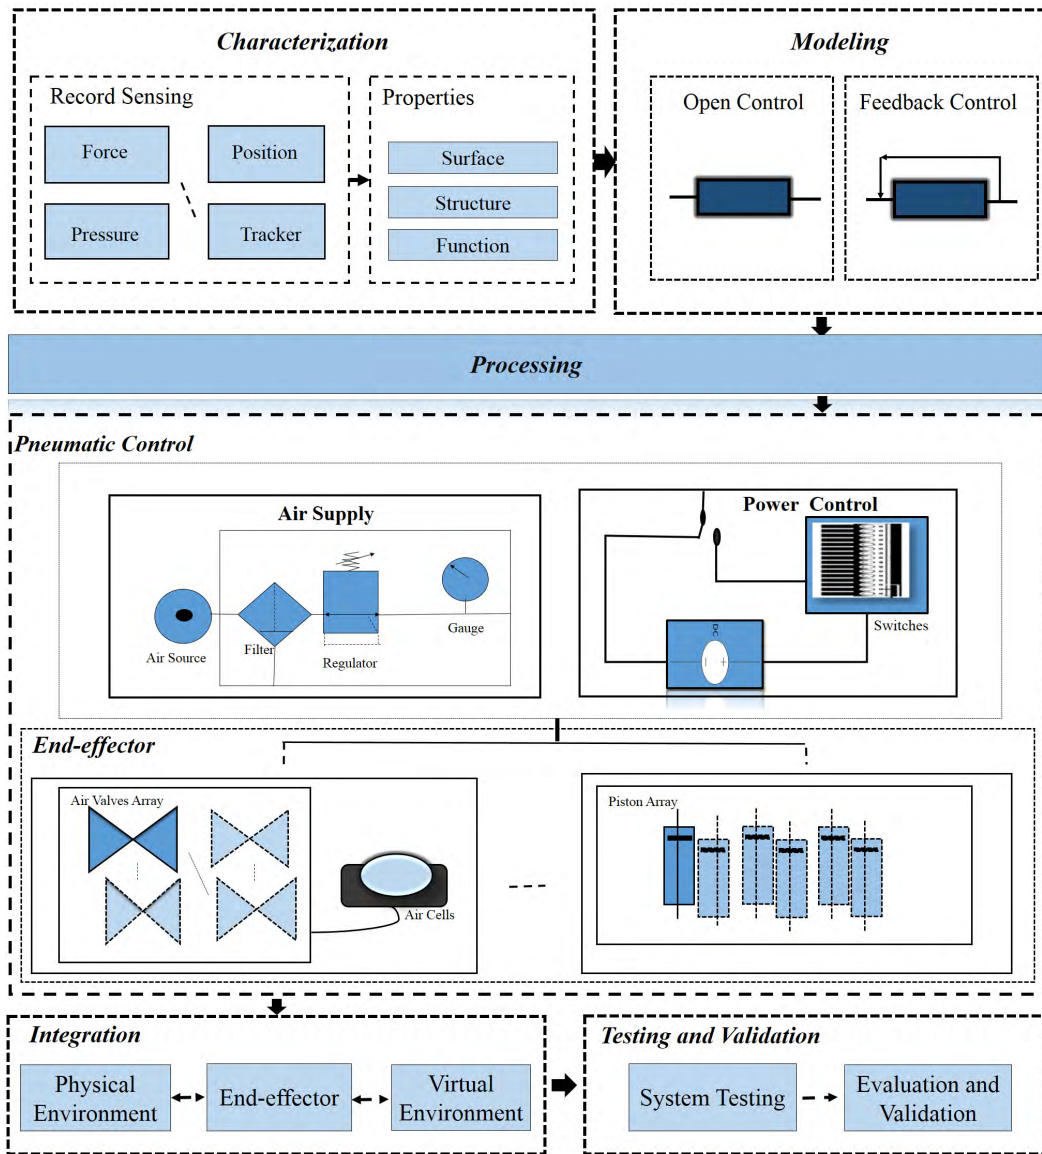 Characterization
Record Sensing
Force
Position
Pressure
Tracker
Properties
Surface
Structure
Function
Modeling
Open Control
Feedback Control
Processing
Pneumatic Control
Air Supply
Air Source
Filter
Regulator
Gauge
Power Control
Switches
DC
End-effector
Air Valves Array
Air Cells
Piston Array
Integration
Physical
Environment
End-effector
Virtual
Environment
Testing and Validation
System Testing
Evaluation and
Validation